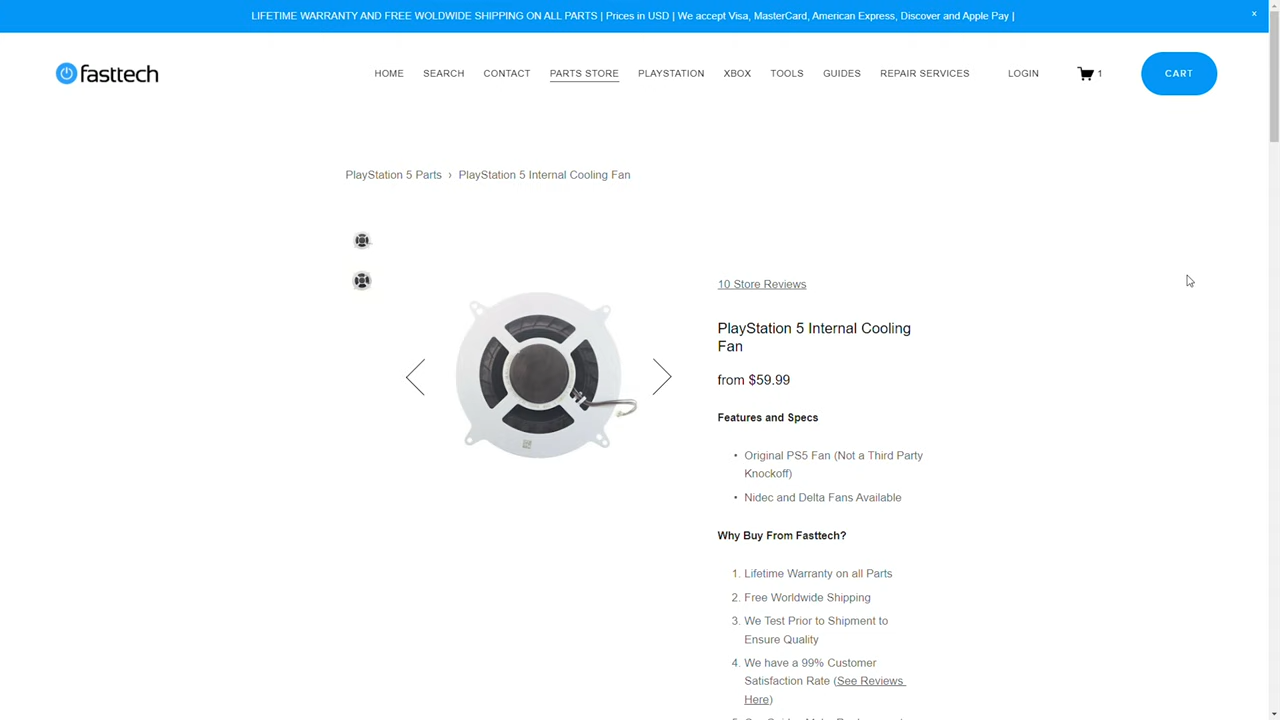 LIFETIME WARRANTY AND FREE WOLDWIDE SHIPPING ON ALL PARTS | Prices in USD | We accept Visa, MasterCard, American Express, Discover and Apple Pay |
×
fasttech
HOME
SEARCH
CONTACT
PARTS STORE
PLAYSTATION
XBOX
TOOLS
GUIDES
REPAIR SERVICES
LOGIN
1
CART
PlayStation 5 Parts › PlayStation 5 Internal Cooling Fan
10 Store Reviews
PlayStation 5 Internal Cooling
Fan
from $59.99
Features and Specs
• Original PS5 Fan (Not a Third Party
Knockoff)
• Nidec and Delta Fans Available
Why Buy From Fasttech?
1. Lifetime Warranty on all Parts
2. Free Worldwide Shipping
3. We Test Prior to Shipment to
Ensure Quality
4. We have a 99% Customer
Satisfaction Rate (See Reviews
Here)